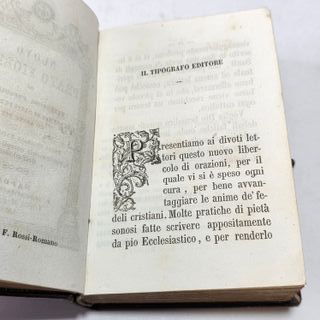 F. Rossi-Romano
IL TIPOGRAFO EDITORE
Presentiamo ai divoti let-
tori questo nuovo liber-
colo di orazioni, per il
quale vi si è speso ogni
cura, per bene avvan-
taggiare le anime de' fe-
deli cristiani. Molte pratiche di pietà
sonosi fatte scrivere appositamente
da pio Ecclesiastico, e per renderlo